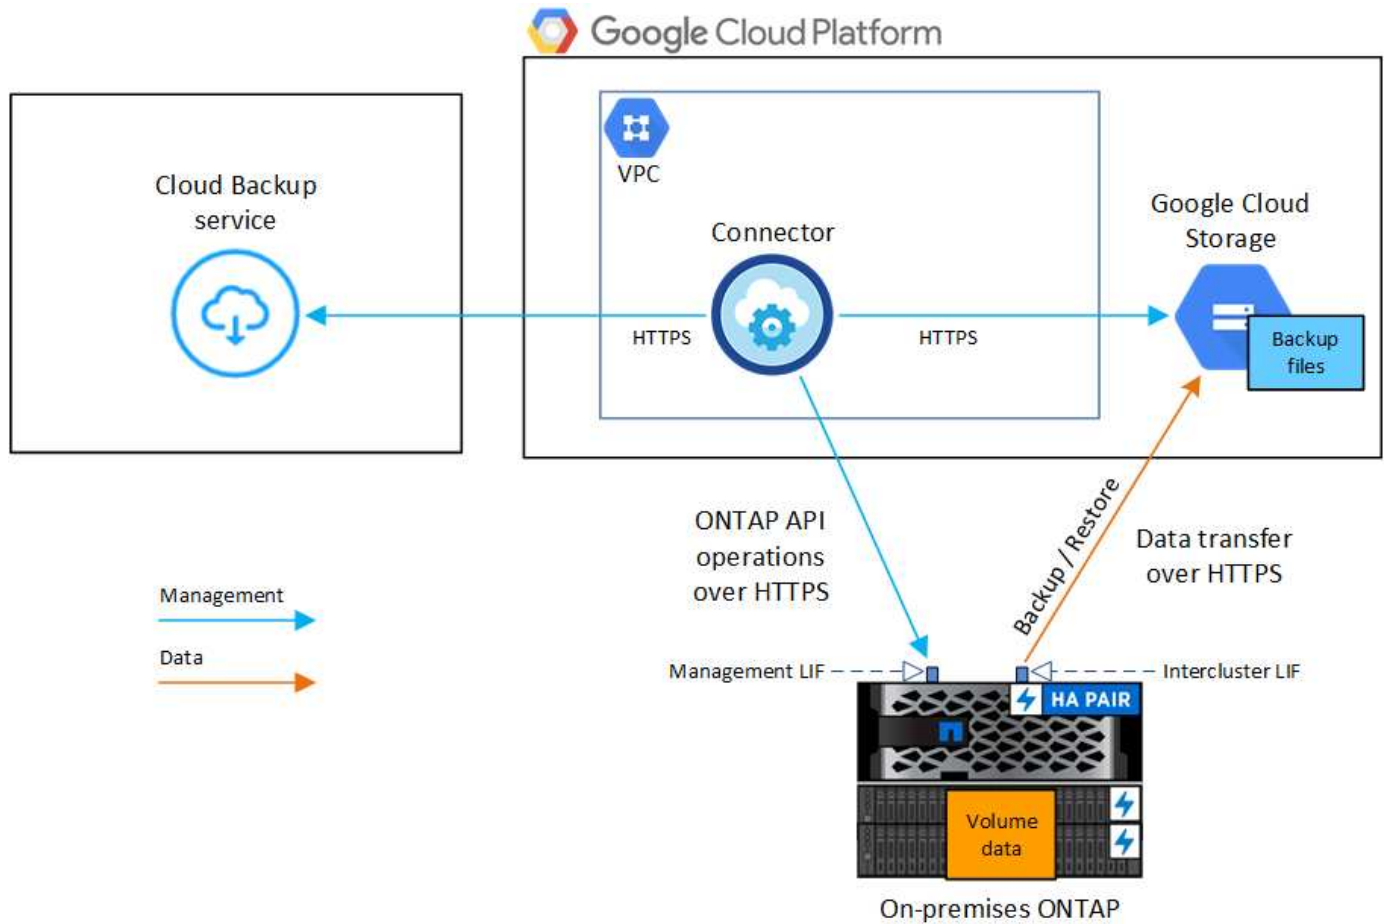 Google Cloud Platform
VPC
Cloud Backup
service
Connector
Google Cloud
Storage
HTTPS
HTTPS
Backup
files
ONTAP API
operations
over HTTPS
Backup / Restore
Data transfer
over HTTPS
Management
Data
Management LIF
Intercluster LIF
HA PAIR
Volume
data
On-premises ONTAP